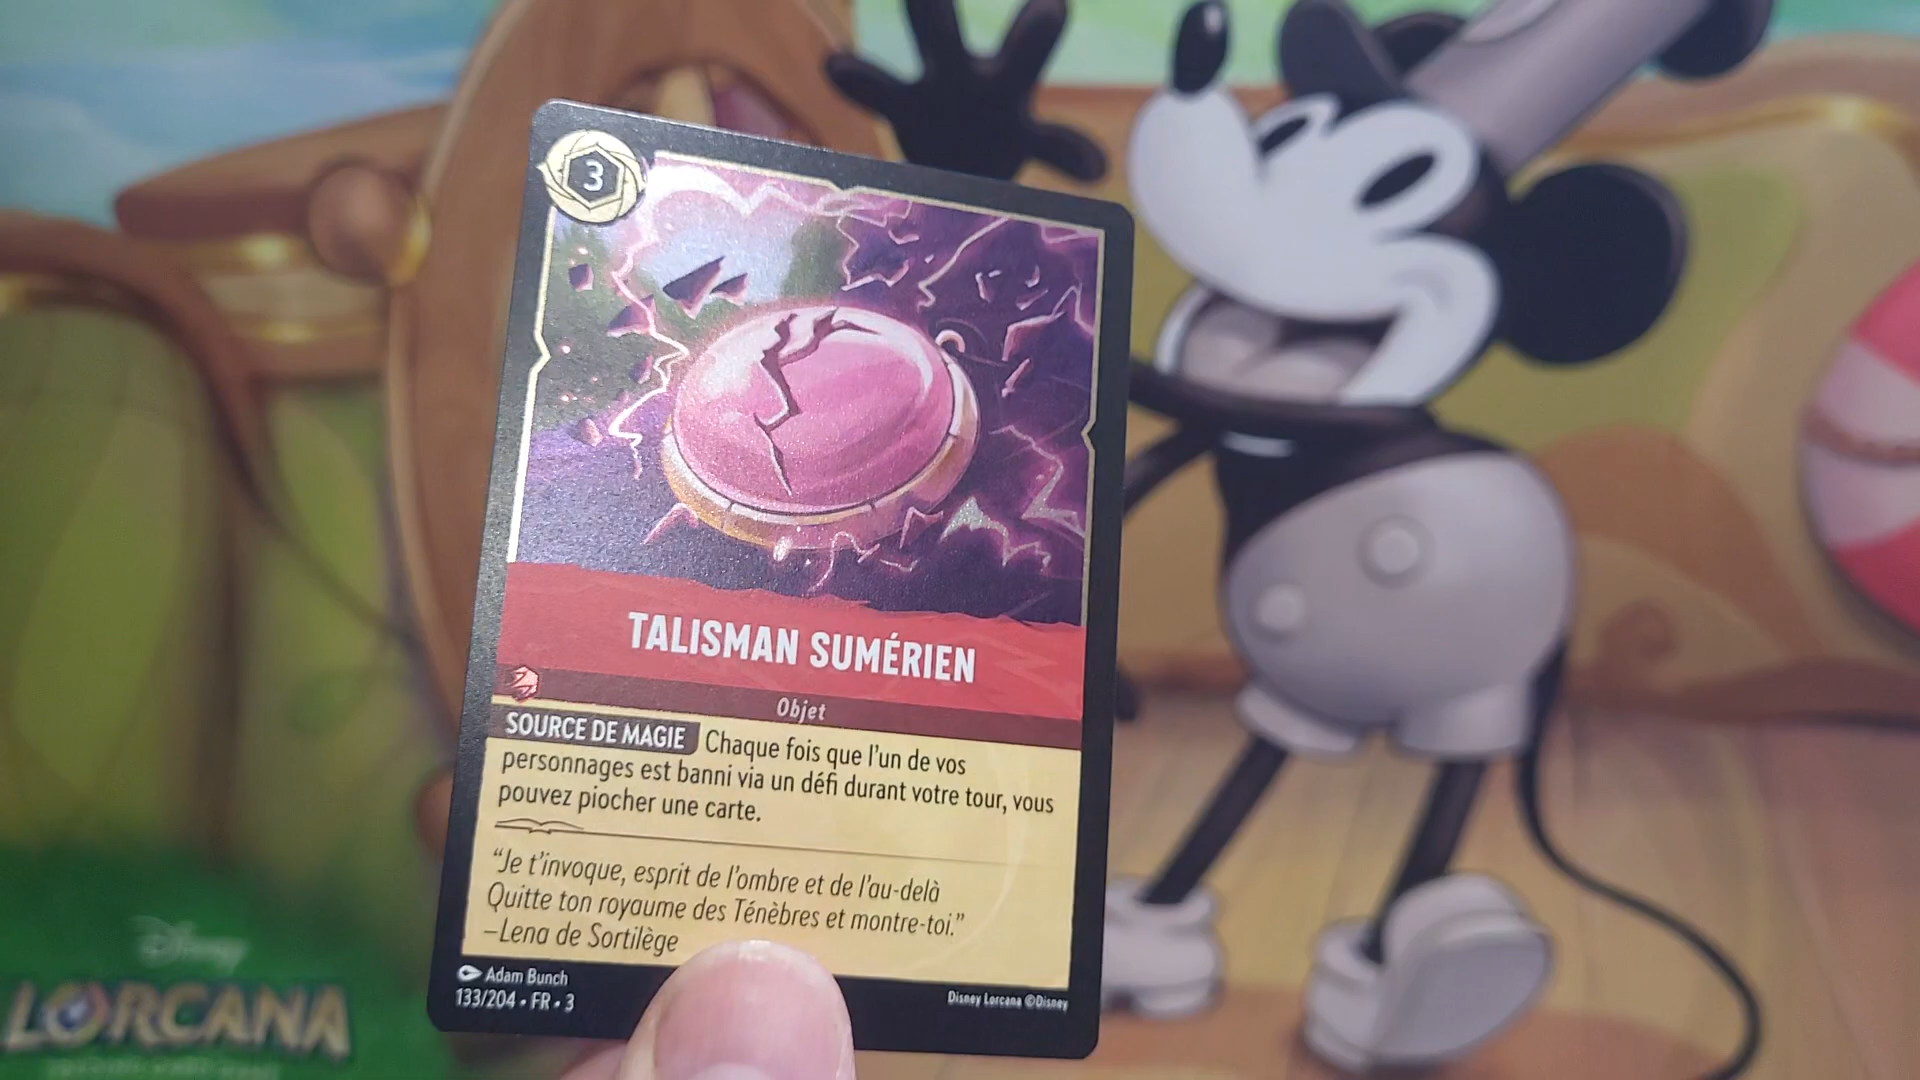 3
TALISMAN SUMÉRIEN
Objet
SOURCE DE MAGIE Chaque fois que l'un de vos
personnages est banni via un défi durant votre tour, vous
pouvez piocher une carte.
“Je t'invoque, esprit de l'ombre et de l'au-delà
Quitte ton royaume des Ténèbres et montre-toi.”
–Lena de Sortilège
Adam Bunch
133/204 • FR • 3
Disney Lorcana ©Disney
Disney
LORCANA